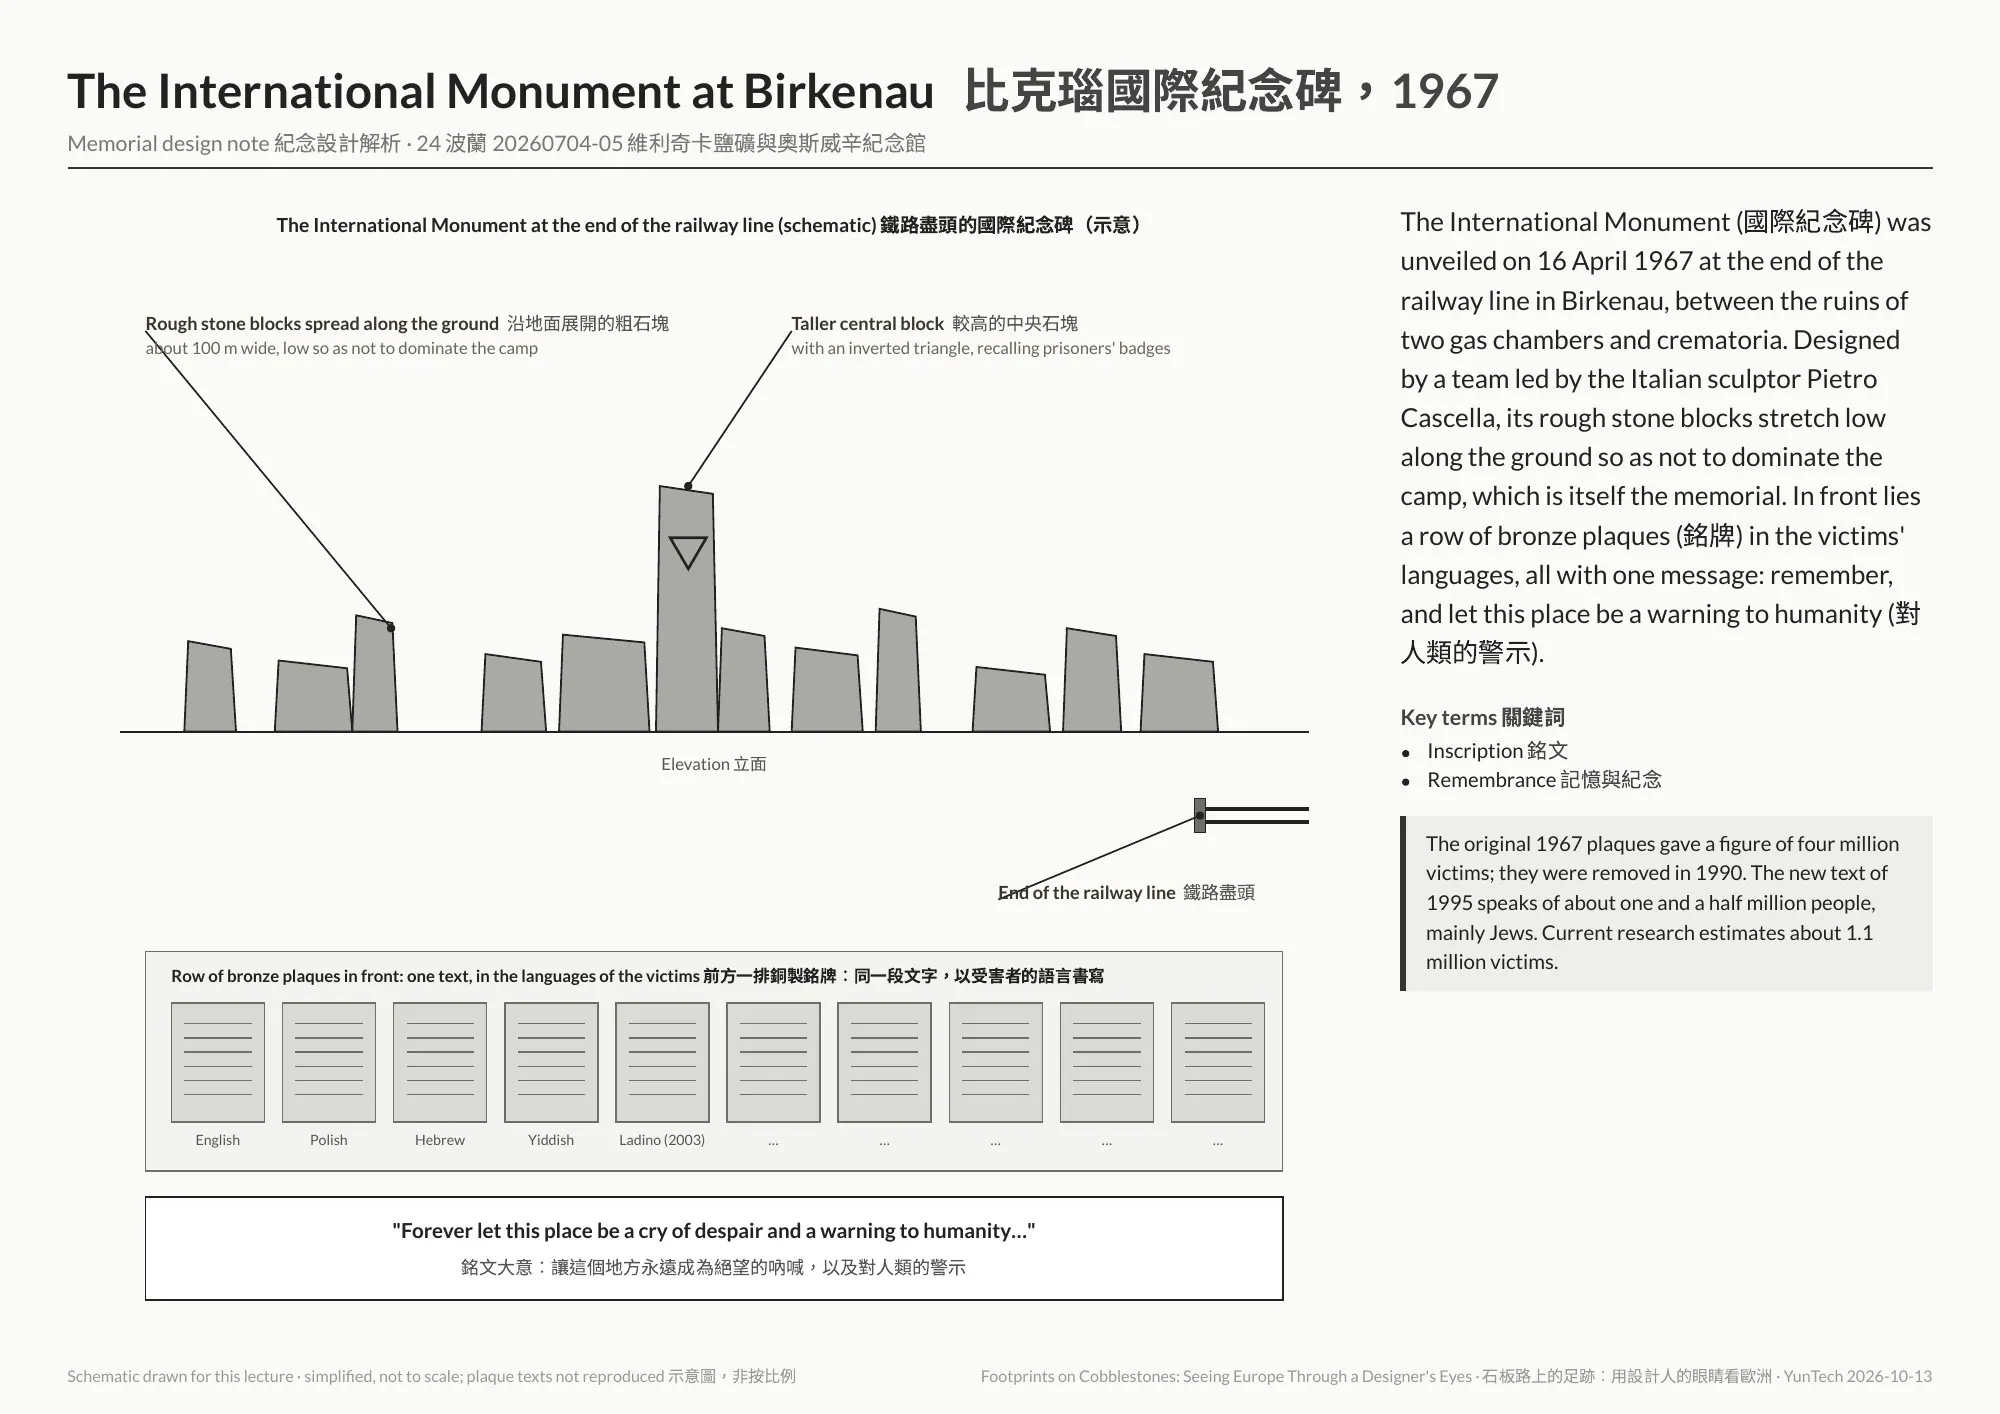 The International Monument at Birkenau 比克瑙國際紀念碑，1967
Memorial design note 紀念設計解析 · 24 波蘭 20260704-05 維利奇卡鹽礦與奧斯威辛紀念館
The International Monument at the end of the railway line (schematic) 鐵路盡頭的國際紀念碑（示意）
Rough stone blocks spread along the ground 沿地面展開的粗石塊
about 100 m wide, low so as not to dominate the camp
Taller central block 較高的中央石塊
with an inverted triangle, recalling prisoners' badges
Elevation 立面
End of the railway line 鐵路盡頭
Row of bronze plaques in front: one text, in the languages of the victims 前方一排銅製銘牌：同一段文字，以受害者的語言書寫
English
Polish
Hebrew
Yiddish
Ladino (2003)
...
...
...
...
...
"Forever let this place be a cry of despair and a warning to humanity..."
銘文大意：讓這個地方永遠成為絕望的吶喊，以及對人類的警示
The International Monument (國際紀念碑) was
unveiled on 16 April 1967 at the end of the
railway line in Birkenau, between the ruins of
two gas chambers and crematoria. Designed
by a team led by the Italian sculptor Pietro
Cascella, its rough stone blocks stretch low
along the ground so as not to dominate the
camp, which is itself the memorial. In front lies
a row of bronze plaques (銘牌) in the victims'
languages, all with one message: remember,
and let this place be a warning to humanity (對
人類的警示).
Key terms 關鍵詞
• Inscription 銘文
• Remembrance 記憶與紀念
The original 1967 plaques gave a figure of four million
victims; they were removed in 1990. The new text of
1995 speaks of about one and a half million people,
mainly Jews. Current research estimates about 1.1
million victims.
Schematic drawn for this lecture · simplified, not to scale; plaque texts not reproduced 示意圖，非按比例
Footprints on Cobblestones: Seeing Europe Through a Designer's Eyes · 石板路上的足跡：用設計人的眼睛看歐洲 · YunTech 2026-10-13